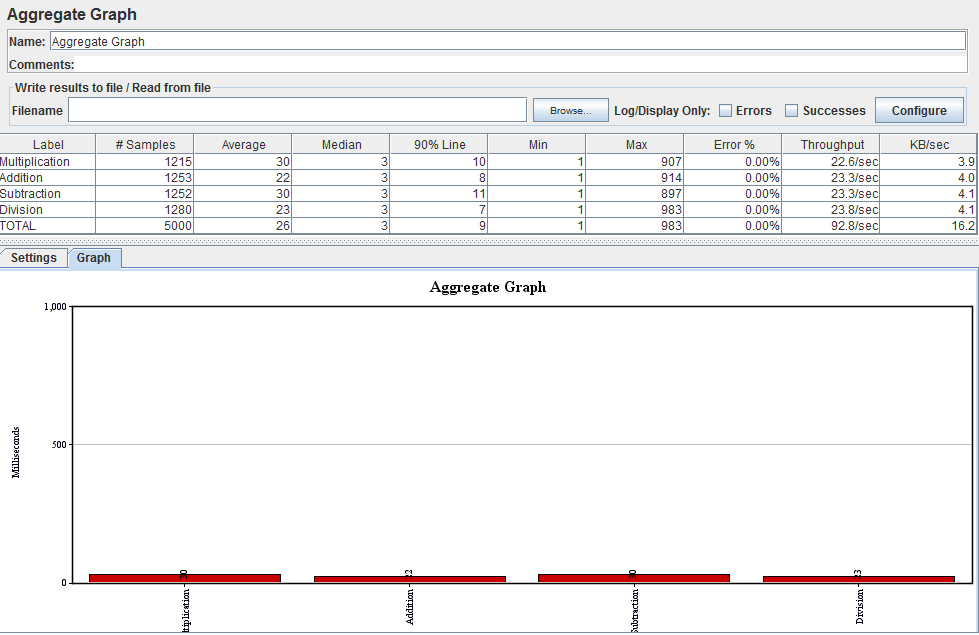 Aggregate Graph
Name: Aggregate Graph
Comments:
Write results to file / Read from file
Filename Browse... Log/Display Only: Errors Successes Configure
Label # Samples Average Median 90% Line Min Max Error % Throughput KB/sec
Multiplication 1215 30 3 10 1 907 0.00% 22.6/sec 3.9
Addition 1253 22 3 8 1 914 0.00% 23.3/sec 4.0
Subtraction 1252 30 3 11 1 897 0.00% 23.3/sec 4.1
Division 1280 23 3 7 1 983 0.00% 23.8/sec 4.1
TOTAL 5000 26 3 9 1 983 0.00% 92.8/sec 16.2
Settings Graph
Aggregate Graph
1,000
Milliseconds
500
0
30 22 30 23
tiplication Addition Subtraction Division